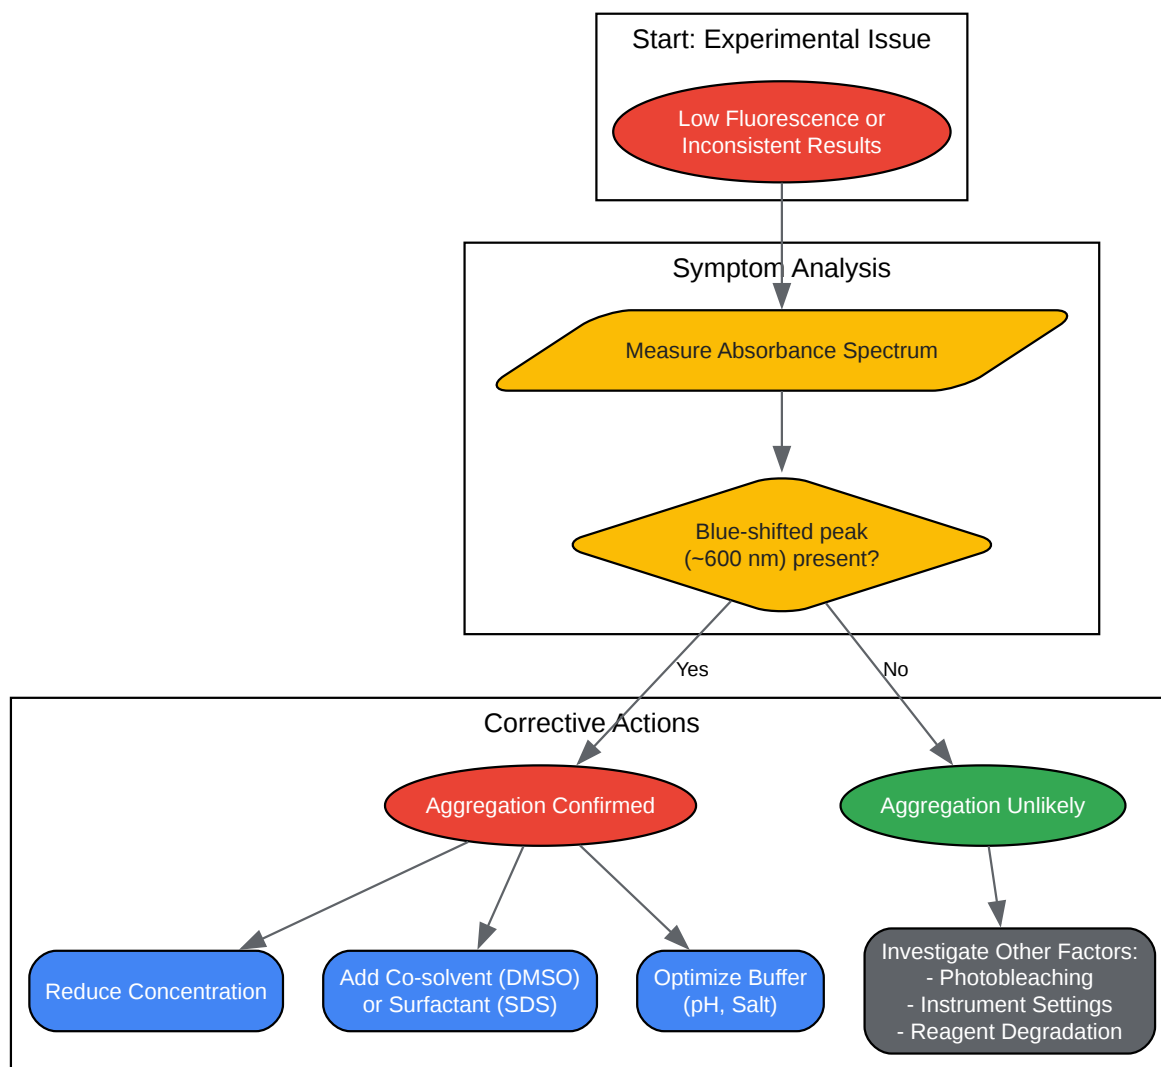 Start: Experimental Issue
Low Fluorescence or
Inconsistent Results
Symptom Analysis
Measure Absorbance Spectrum
Blue-shifted peak
(~600 nm) present?
Yes
No
Corrective Actions
Aggregation Confirmed
Aggregation Unlikely
Reduce Concentration
Add Co-solvent (DMSO)
or Surfactant (SDS)
Optimize Buffer
(pH, Salt)
Investigate Other Factors:
- Photobleaching
- Instrument Settings
- Reagent Degradation